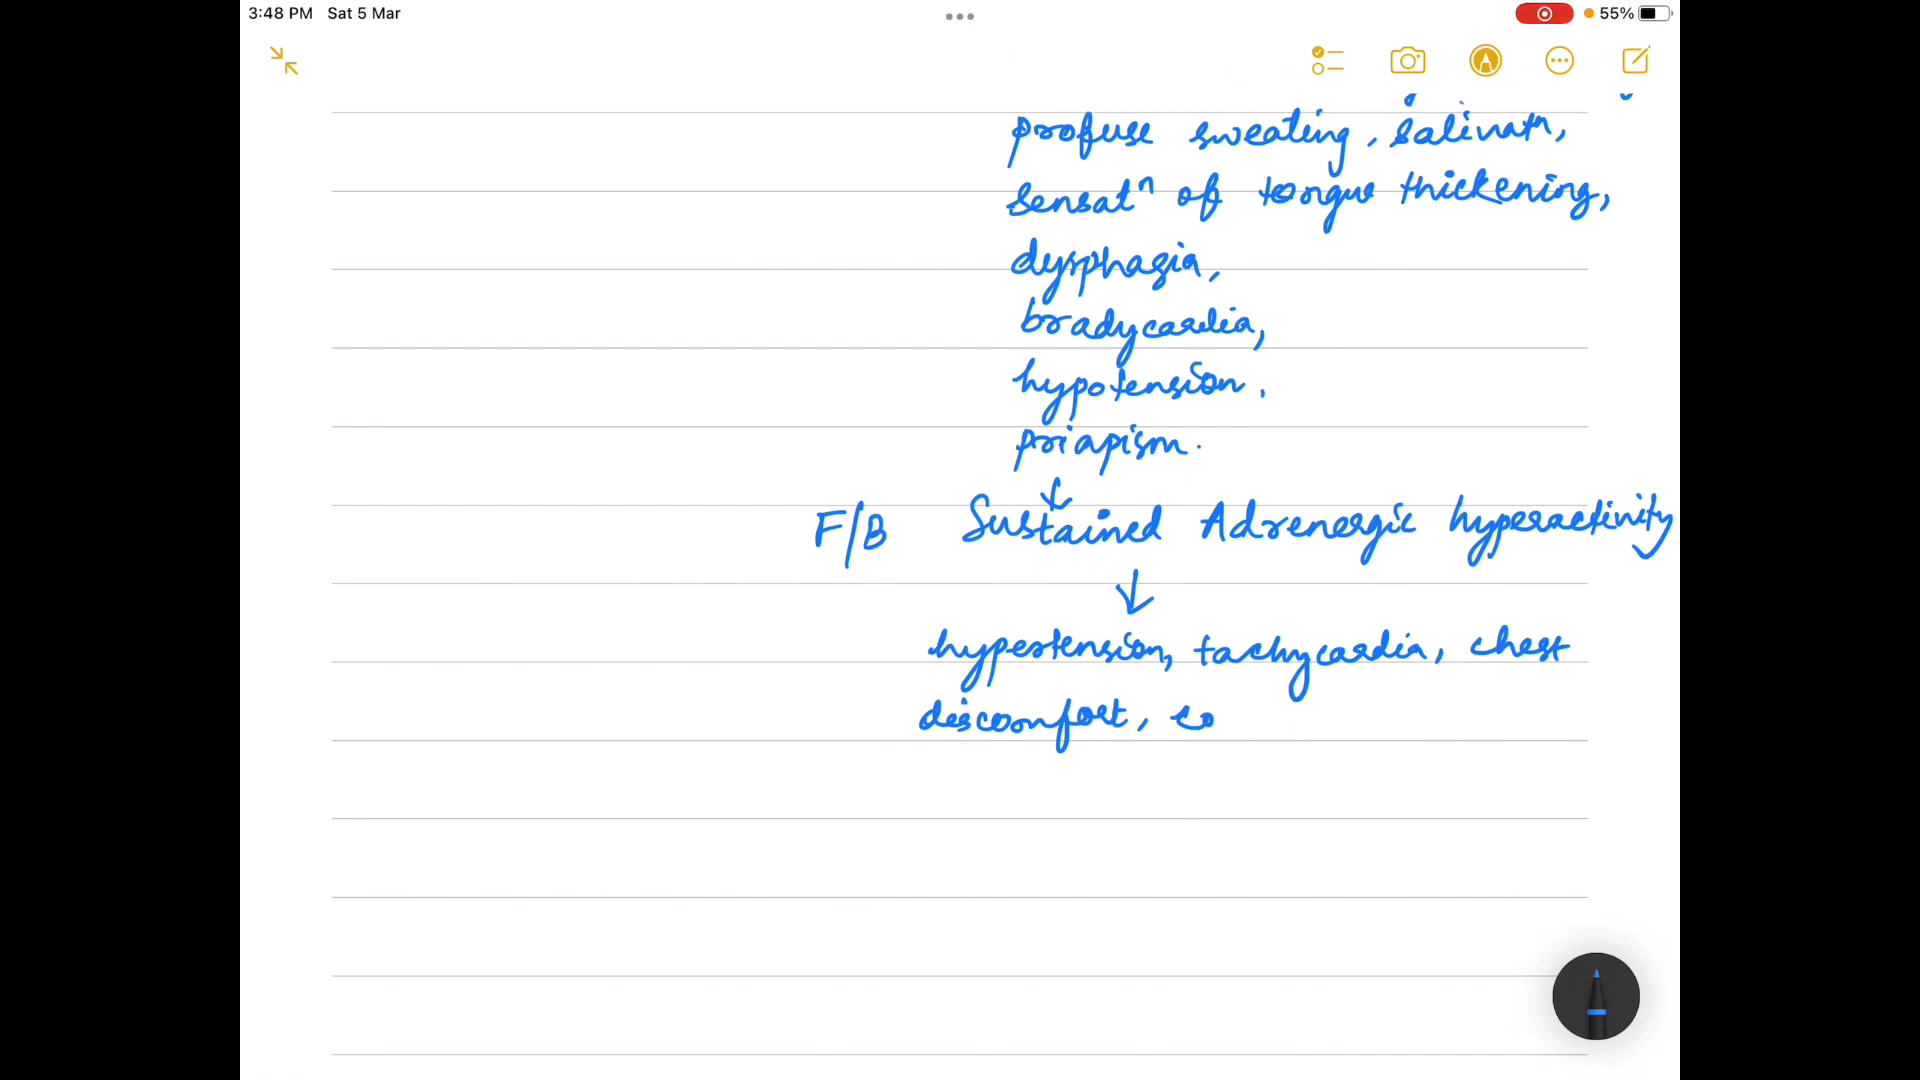 3:48 PM Sat 5 Mar
55%
profuse sweating, salivatⁿ,
sensatⁿ of tongue thickening,
dysphagia,
bradycardia,
hypotension,
priapism.
F/B Sustained Adrenergic hyperactivity
hypertension, tachycardia, chest
discomfort, co